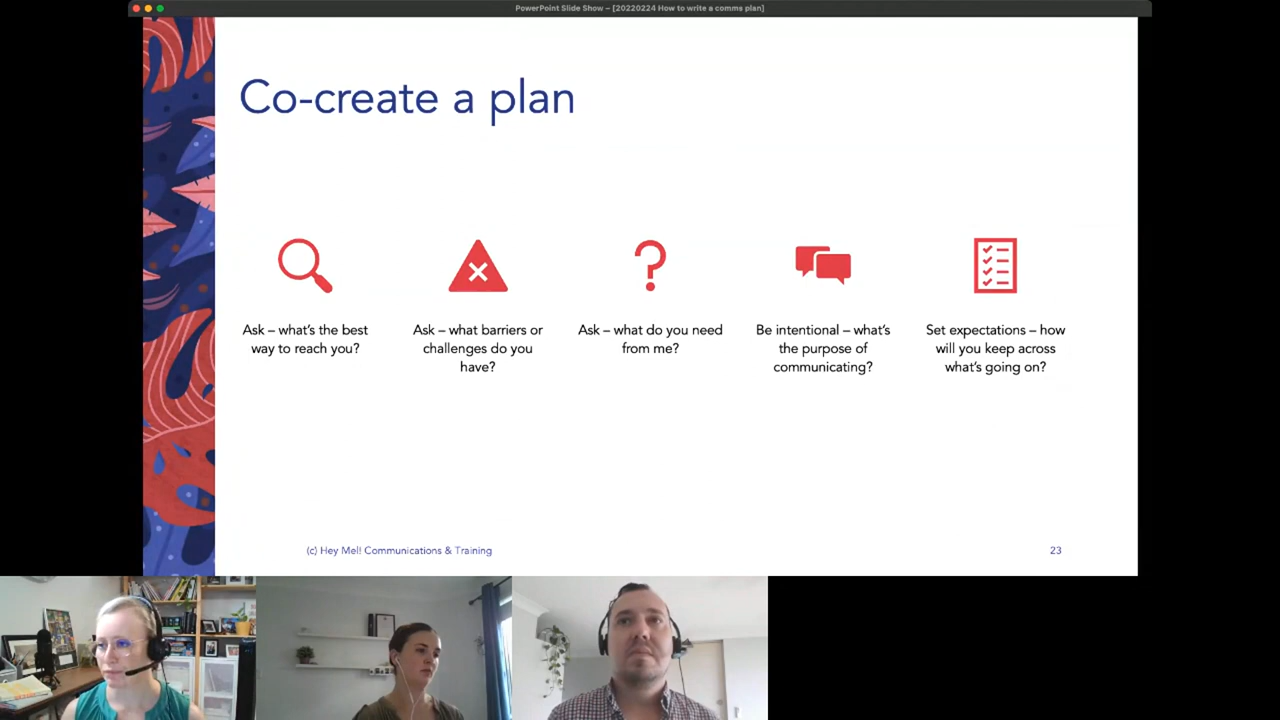 PowerPoint Slide Show – [20220224 How to write a comms plan]
Co-create a plan
Ask – what's the best
way to reach you?
Ask – what barriers or
challenges do you
have?
Ask – what do you need
from me?
Be intentional – what's
the purpose of
communicating?
Set expectations – how
will you keep across
what's going on?
(c) Hey Mel! Communications & Training
23